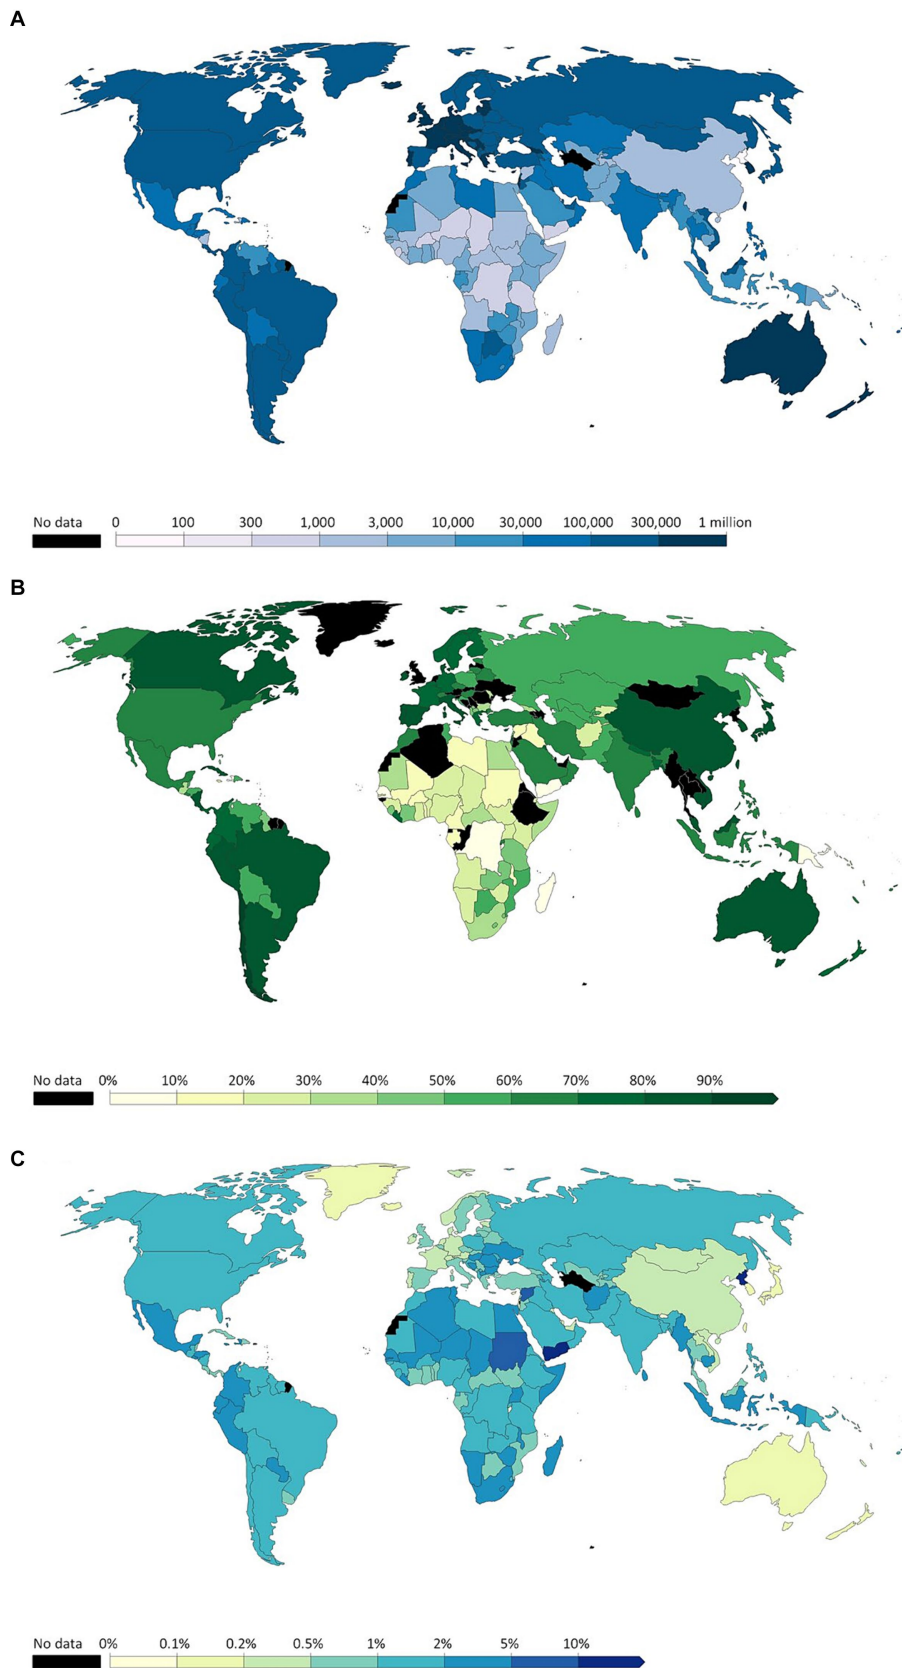 A
No data 0 100 300 1,000 3,000 10,000 30,000 100,000 300,000 1 million
B
No data 0% 10% 20% 30% 40% 50% 60% 70% 80% 90%
C
No data 0% 0.1% 0.2% 0.5% 1% 2% 5% 10%